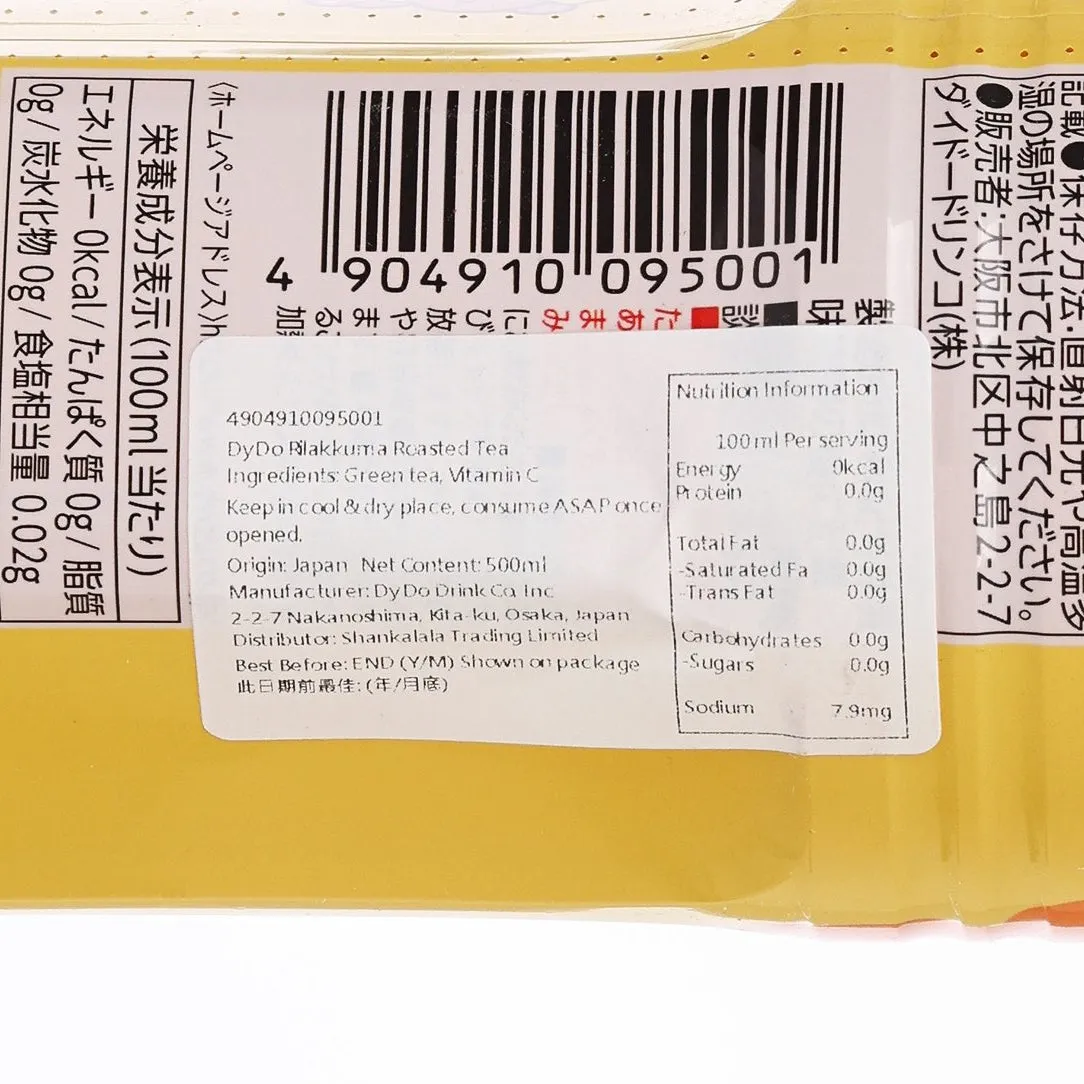 栄養成分表示(100ml当たり)
エネルギー 0kcal/たんぱく質 0g/脂質
0g/炭水化物 0g/食塩相当量 0.02g
〈ホームページアドレス〉h
4 904910 095001
記載●保存方法:直射日光や高温多
湿の場所をさけて保存してください。
●販売者:大阪市北区中之島2-2-7
ダイドードリンコ(株)
4904910095001
DyDo Rilakkuma Roasted Tea
Ingredients: Green tea, Vitamin C
Keep in cool & dry place, consume ASAP once
opened.
Origin: Japan Net Content: 500ml
Manufacturer: DyDo Drink Co. Inc
2-2-7 Nakanoshima, Kita-ku, Osaka, Japan
Distributor: Shankalala Trading Limited
Best Before: END (Y/M) Shown on package
此日期前最佳: (年/月底)
Nutrition Information
100ml Per serving
Energy 0kcal
Protein 0.0g
Total Fat 0.0g
-Saturated Fa 0.0g
-Trans Fat 0.0g
Carbohydrates 0.0g
-Sugars 0.0g
Sodium 7.9mg